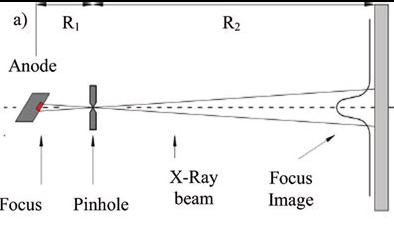 a)
R₁
R₂
Anode
Focus
Pinhole
X-Ray
beam
Focus
Image